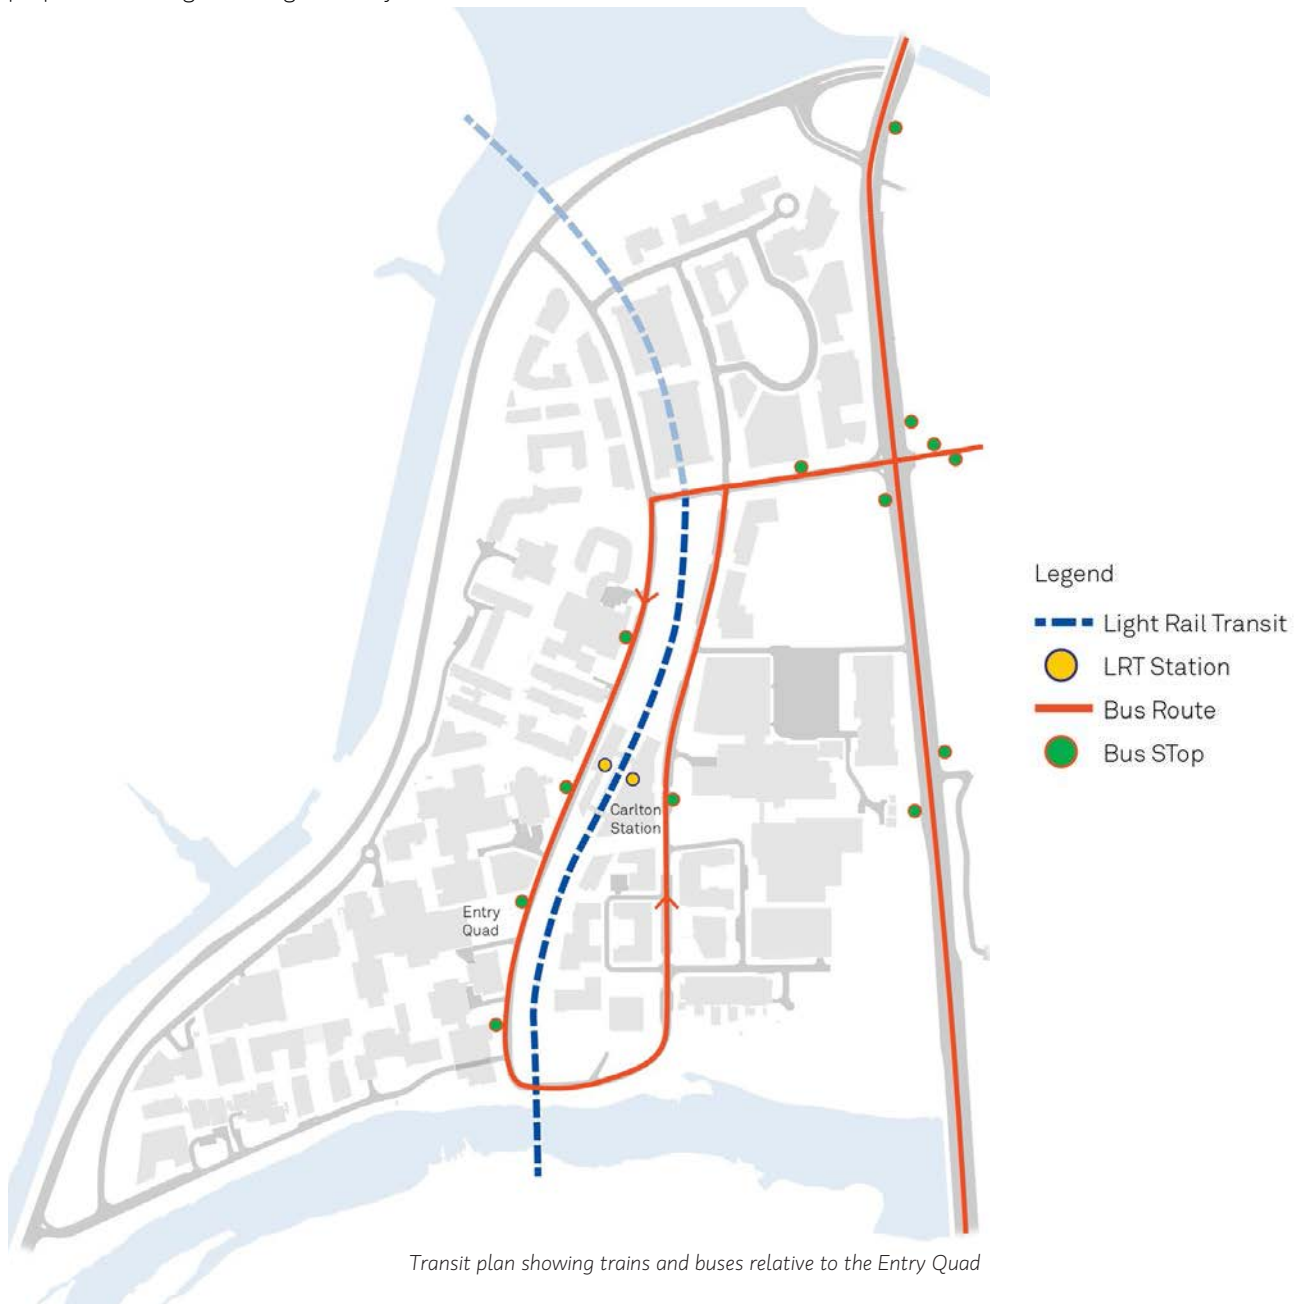 Carlton
Station
Entry
Quad
Legend
Light Rail Transit
LRT Station
Bus Route
Bus STop
Transit plan showing trains and buses relative to the Entry Quad